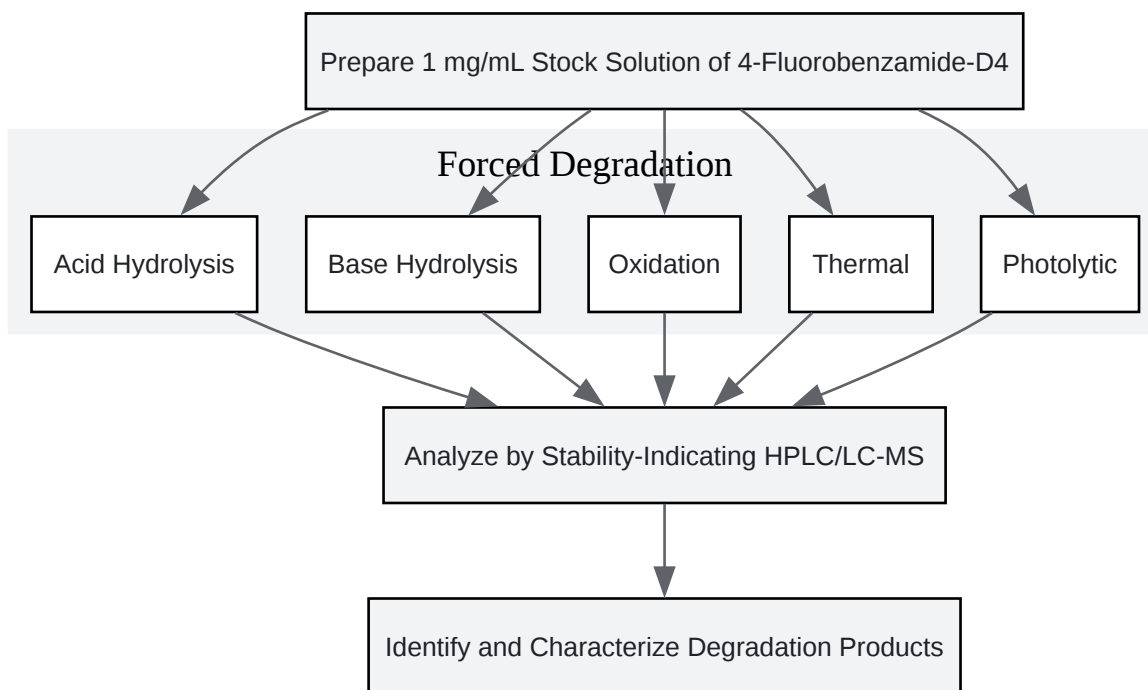 Prepare 1 mg/mL Stock Solution of 4-Fluorobenzamide-D4
Forced Degradation
Acid Hydrolysis
Base Hydrolysis
Oxidation
Thermal
Photolytic
Analyze by Stability-Indicating HPLC/LC-MS
Identify and Characterize Degradation Products